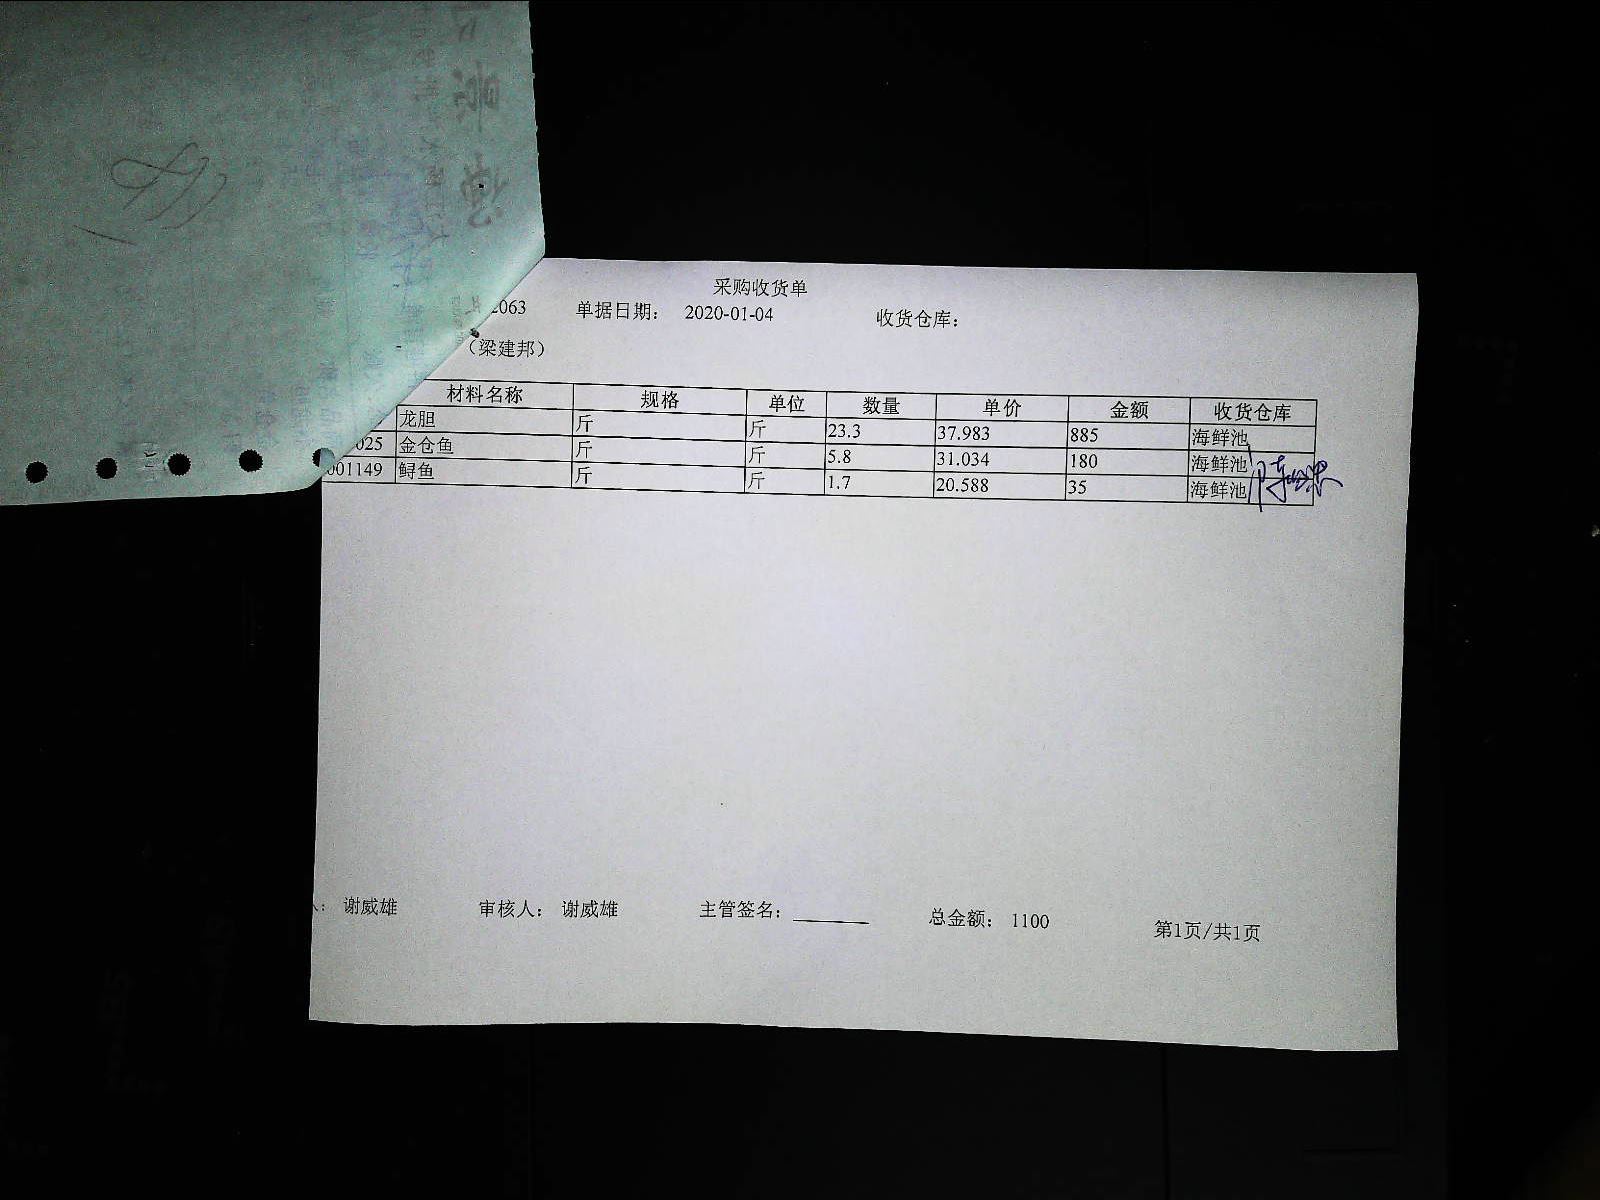 采购收货单
2063 单据日期： 2020-01-04 收货仓库：
（梁建邦）
材料名称 规格 单位 数量 单价 金额 收货仓库
龙胆 斤 斤 23.3 37.983 885 海鲜池
025 金仓鱼 斤 斤 5.8 31.034 180 海鲜池
001149 鲟鱼 斤 斤 1.7 20.588 35 海鲜池
人： 谢威雄 审核人： 谢威雄 主管签名： 总金额： 1100 第1页/共1页